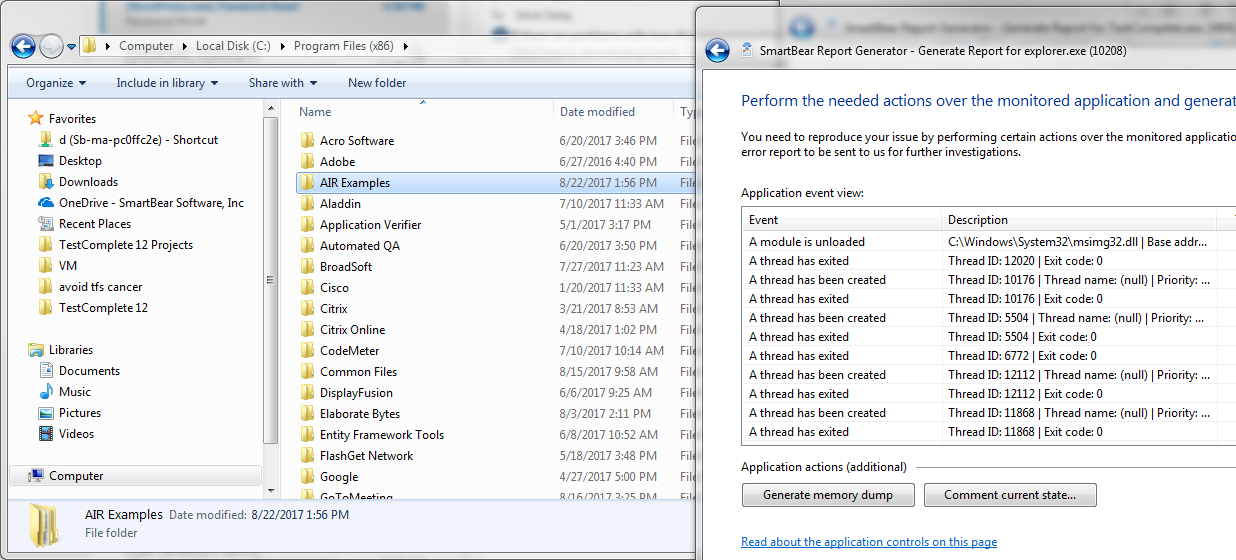 Computer ▸ Local Disk (C:) ▸ Program Files (x86) ▸
Organize Include in library Share with New folder
Favorites
d (Sb-ma-pc0ffc2e) - Shortcut
Desktop
Downloads
OneDrive - SmartBear Software, Inc
Recent Places
TestComplete 12 Projects
VM
avoid tfs cancer
TestComplete 12
Libraries
Documents
Music
Pictures
Videos
Computer
Name Date modified
Acro Software 6/20/2017 3:46 PM File
Adobe 6/27/2016 4:40 PM File
AIR Examples 8/22/2017 1:56 PM File
Aladdin 7/10/2017 11:33 AM File
Application Verifier 5/1/2017 3:17 PM File
Automated QA 6/20/2017 3:50 PM File
BroadSoft 7/27/2017 11:23 AM File
Cisco 1/20/2017 11:33 AM File
Citrix 3/21/2017 8:53 AM File
Citrix Online 4/18/2017 1:02 PM File
CodeMeter 7/10/2017 10:14 AM File
Common Files 8/15/2017 9:58 AM File
DisplayFusion 6/6/2017 9:25 AM File
Elaborate Bytes 8/3/2017 2:11 PM File
Entity Framework Tools 6/8/2017 10:52 AM File
FlashGet Network 5/18/2017 3:48 PM File
Google 4/27/2017 5:00 PM File
GoToMeeting 8/16/2017 3:25 PM File
AIR Examples Date modified: 8/22/2017 1:56 PM
File folder
SmartBear Report Generator - Generate Report for explorer.exe (10208)
Perform the needed actions over the monitored application and generat
You need to reproduce your issue by performing certain actions over the monitored applicatio
error report to be sent to us for further investigations.
Application event view:
Event Description
A module is unloaded C:\Windows\System32\msimg32.dll | Base addr...
A thread has exited Thread ID: 12020 | Exit code: 0
A thread has been created Thread ID: 10176 | Thread name: (null) | Priority: ...
A thread has exited Thread ID: 10176 | Exit code: 0
A thread has been created Thread ID: 5504 | Thread name: (null) | Priority: ...
A thread has exited Thread ID: 5504 | Exit code: 0
A thread has exited Thread ID: 6772 | Exit code: 0
A thread has been created Thread ID: 12112 | Thread name: (null) | Priority: ...
A thread has exited Thread ID: 12112 | Exit code: 0
A thread has been created Thread ID: 11868 | Thread name: (null) | Priority: ...
A thread has exited Thread ID: 11868 | Exit code: 0
Application actions (additional)
Generate memory dump Comment current state...
Read about the application controls on this page